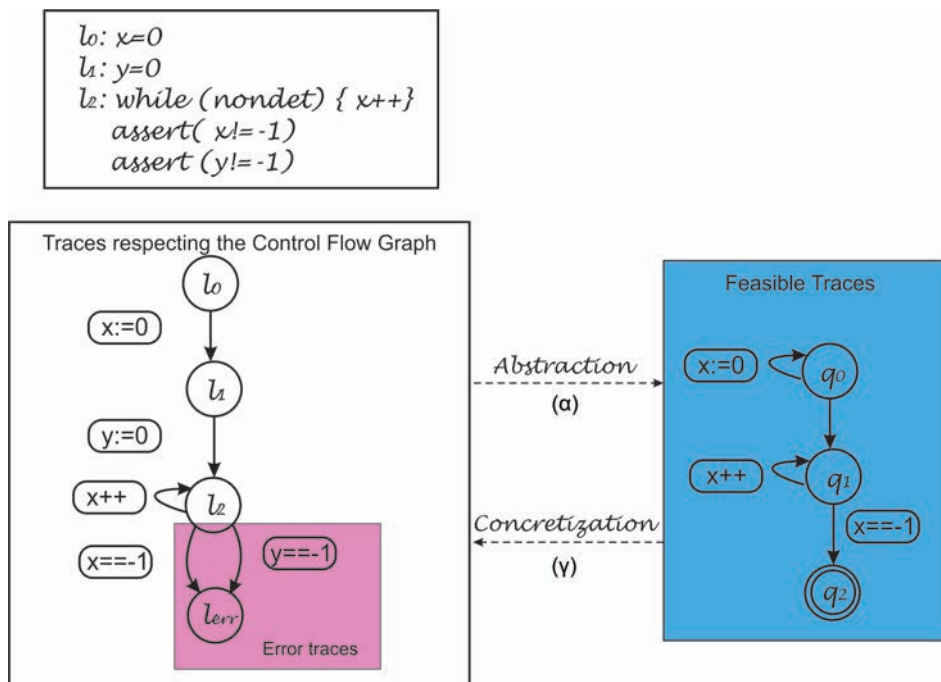 l0: x=0
l1: y=0
l2: while (nondet) { x++}
assert( x!=-1)
assert (y!=-1)
Traces respecting the Control Flow Graph
l0
x:=0
l1
y:=0
x++
l2
x==-1
y==-1
lerr
Error traces
Abstraction
(α)
Concretization
(γ)
Feasible Traces
x:=0
q0
x++
q1
x==-1
q2